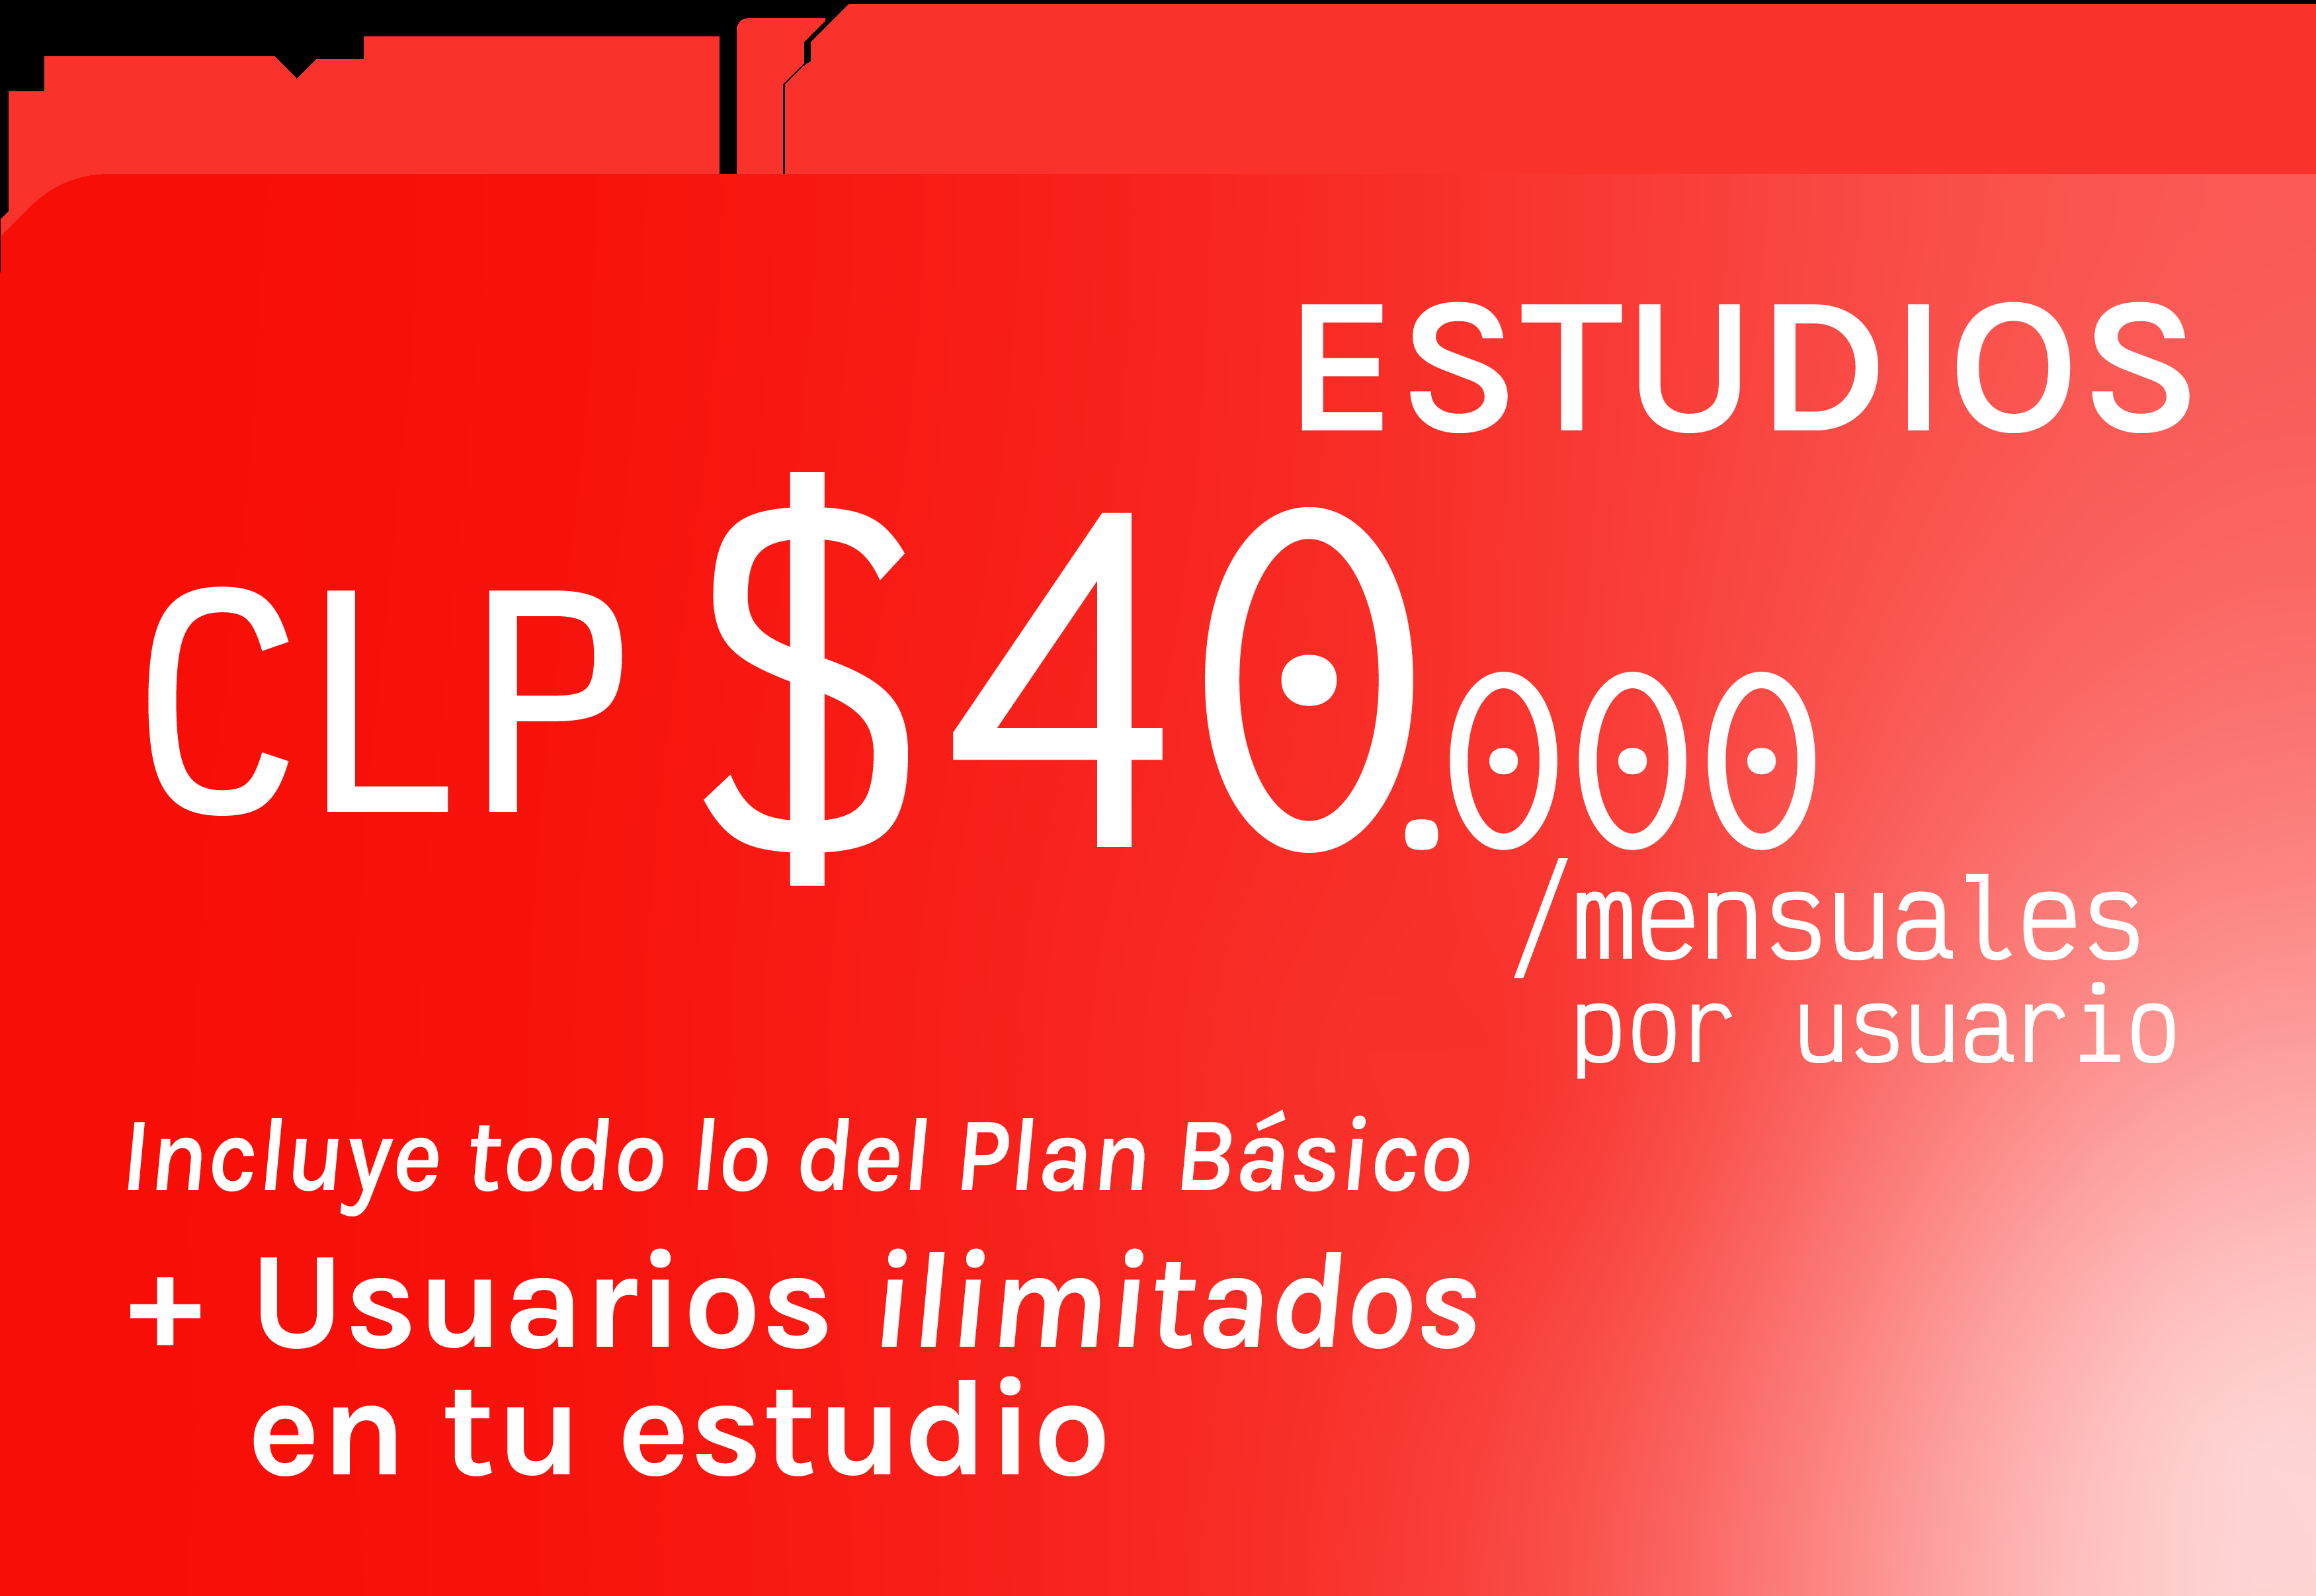 ESTUDIOS
CLP $40.000
/mensuales
por usuario
Incluye todo lo del Plan Básico
+ Usuarios ilimitados
en tu estudio